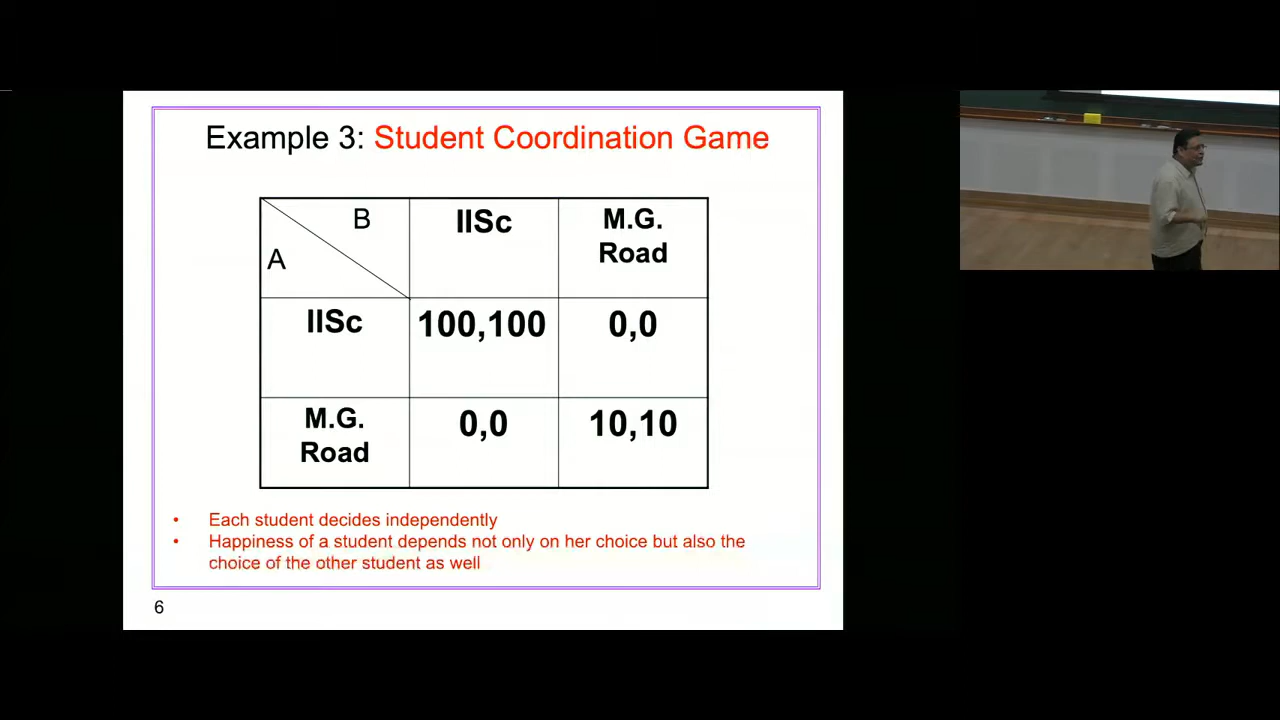 Example 3: Student Coordination Game
B
A
IISc
M.G.
Road
IISc
100,100
0,0
M.G.
Road
0,0
10,10
• Each student decides independently
• Happiness of a student depends not only on her choice but also the
choice of the other student as well
6